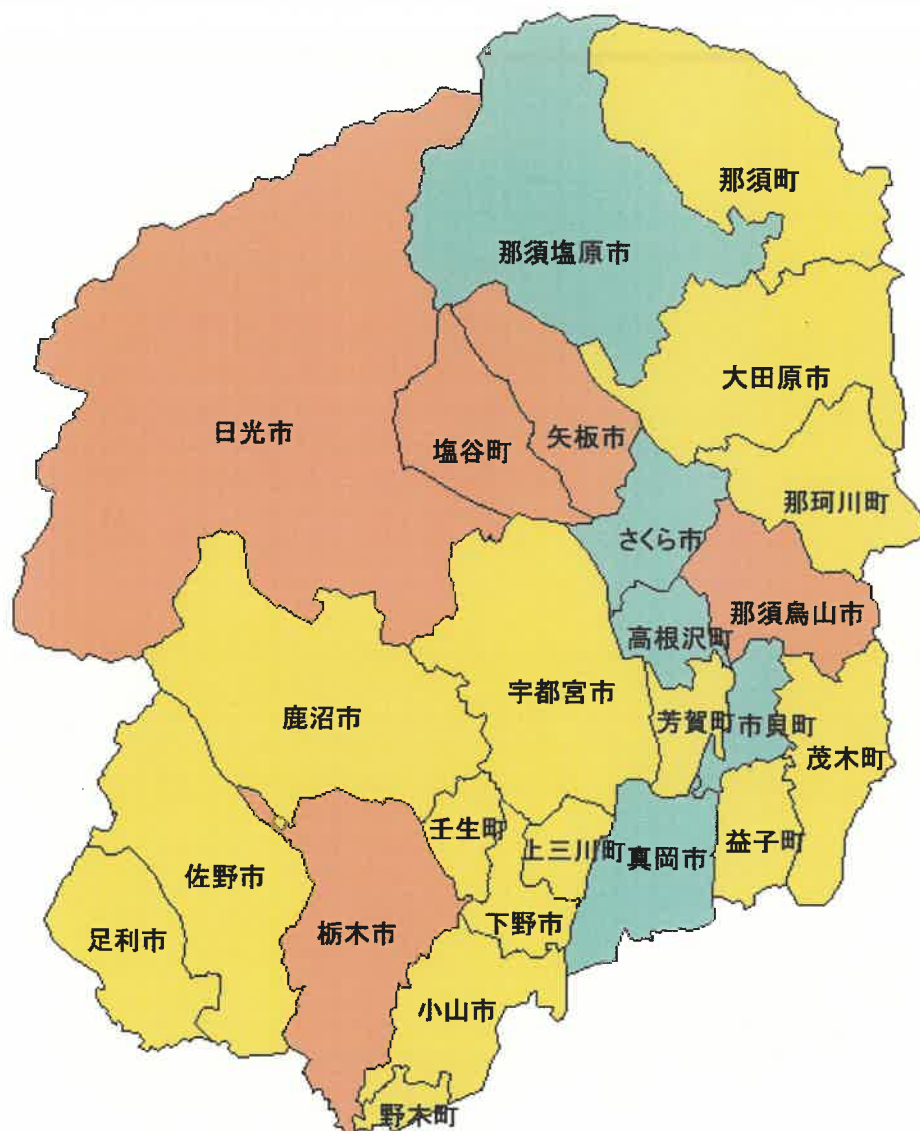 那須町
那須塩原市
大田原市
日光市
塩谷町
矢板市
那珂川町
さくら市
那須烏山市
高根沢町
宇都宮市
鹿沼市
芳賀町
市貝町
茂木町
壬生町
上三川町
真岡市
益子町
佐野市
下野市
栃木市
足利市
小山市
野木町